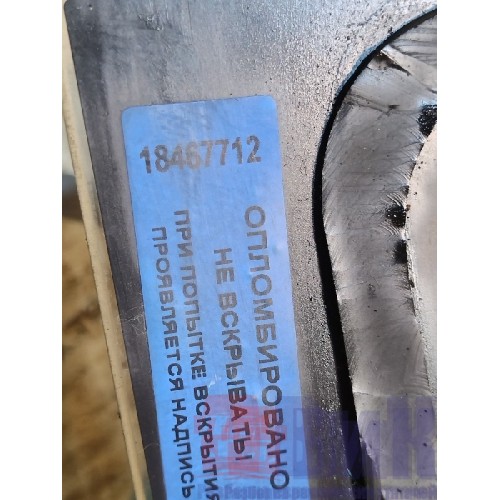 18467712
ОПЛОМБИРОВАНО
НЕ ВСКРЫВАТЬ!
ПРИ ПОПЫТКЕ ВСКРЫТИЯ
ПРОЯВЛЯЕТСЯ НАДПИСЬ